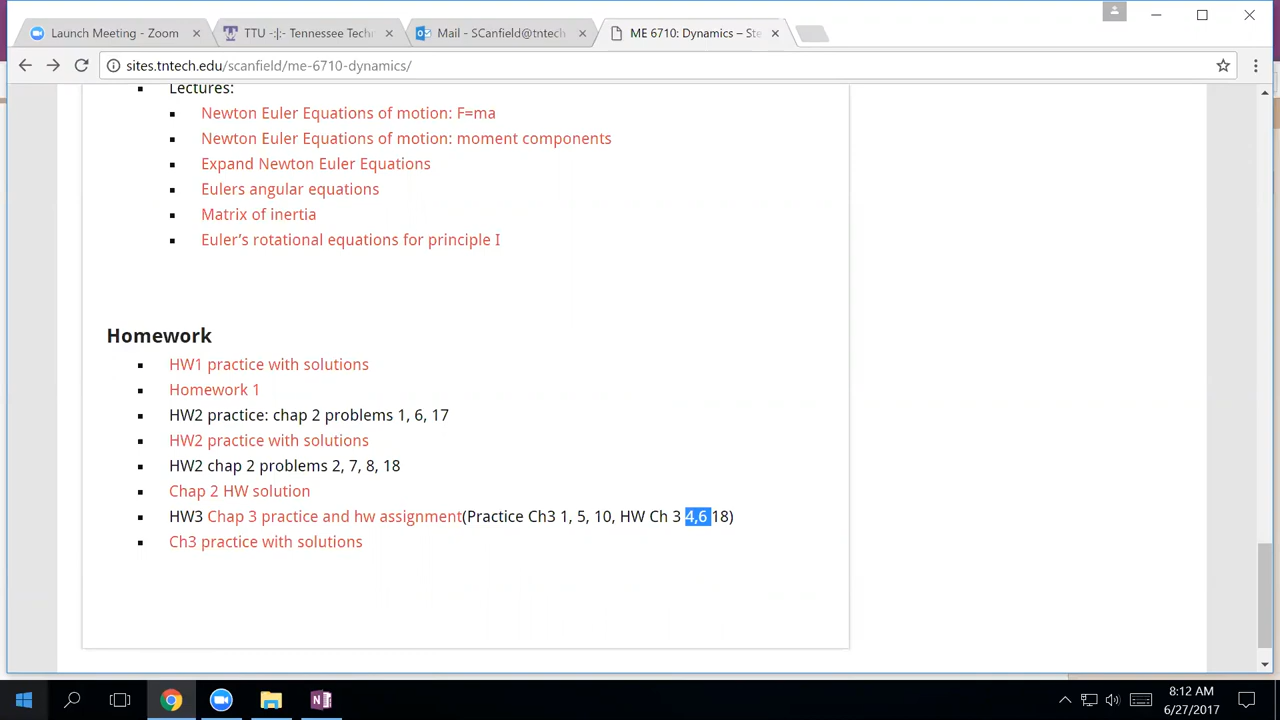 Launch Meeting - Zoom
TTU -:|:- Tennessee Tech
Mail - SCanfield@tntech
ME 6710: Dynamics – Ste
sites.tntech.edu/scanfield/me-6710-dynamics/
Lectures:
Newton Euler Equations of motion: F=ma
Newton Euler Equations of motion: moment components
Expand Newton Euler Equations
Eulers angular equations
Matrix of inertia
Euler’s rotational equations for principle I
Homework
HW1 practice with solutions
Homework 1
HW2 practice: chap 2 problems 1, 6, 17
HW2 practice with solutions
HW2 chap 2 problems 2, 7, 8, 18
Chap 2 HW solution
HW3 Chap 3 practice and hw assignment(Practice Ch3 1, 5, 10, HW Ch 3 4,6 18)
Ch3 practice with solutions
8:12 AM
6/27/2017